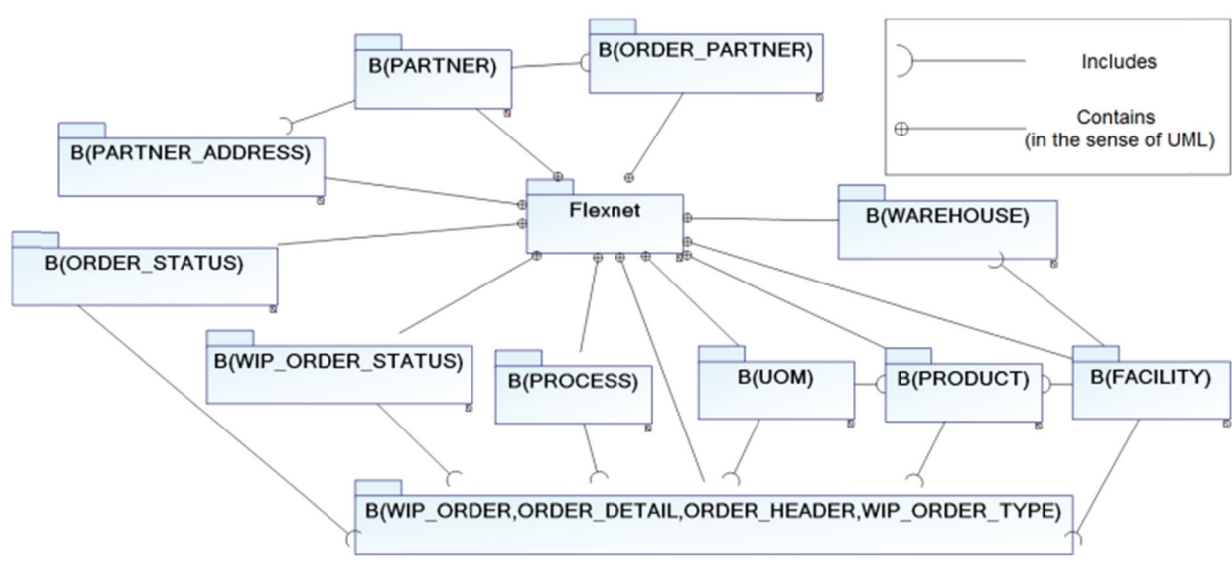 B(PARTNER)
B(ORDER_PARTNER)
Includes
Contains
(in the sense of UML)
B(PARTNER_ADDRESS)
Flexnet
B(WAREHOUSE)
B(ORDER_STATUS)
B(WIP_ORDER_STATUS)
B(PROCESS)
B(UOM)
B(PRODUCT)
B(FACILITY)
B(WIP_ORDER,ORDER_DETAIL,ORDER_HEADER,WIP_ORDER_TYPE)